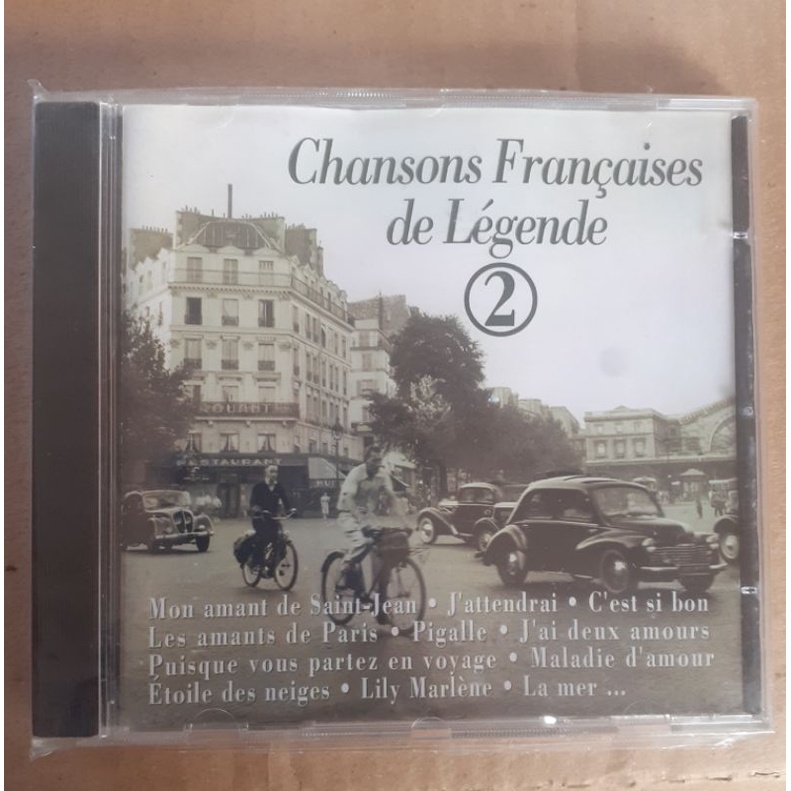 Chansons Françaises
de Légende
2
RESTAURANT
Mon amant de Saint-Jean • J'attendrai • C'est si bon
Les amants de Paris • Pigalle • J'ai deux amours
Puisque vous partez en voyage • Maladie d'amour
Étoile des neiges • Lily Marlène • La mer ...